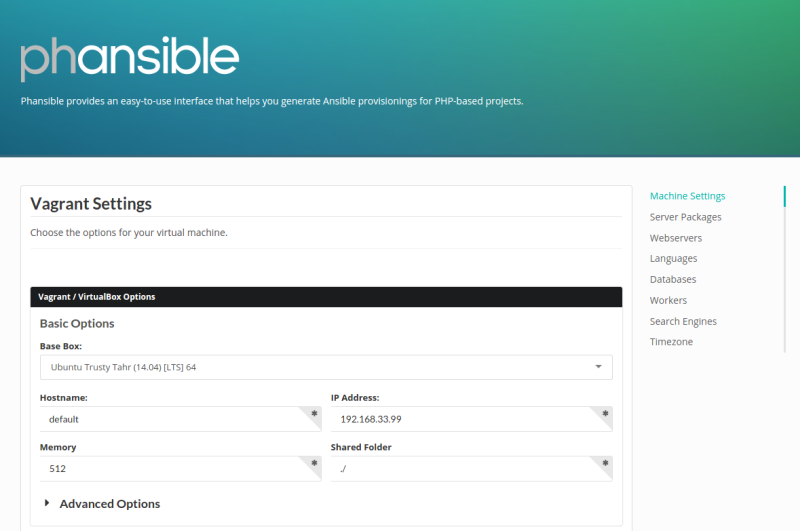 phansible
Phansible provides an easy-to-use interface that helps you generate Ansible provisionings for PHP-based projects.
Vagrant Settings
Choose the options for your virtual machine.
Vagrant / VirtualBox Options
Basic Options
Base Box:
Ubuntu Trusty Tahr (14.04) [LTS] 64
Hostname: IP Address:
default * 192.168.33.99 *
Memory Shared Folder
512 * ./ *
Advanced Options
Machine Settings
Server Packages
Webservers
Languages
Databases
Workers
Search Engines
Timezone